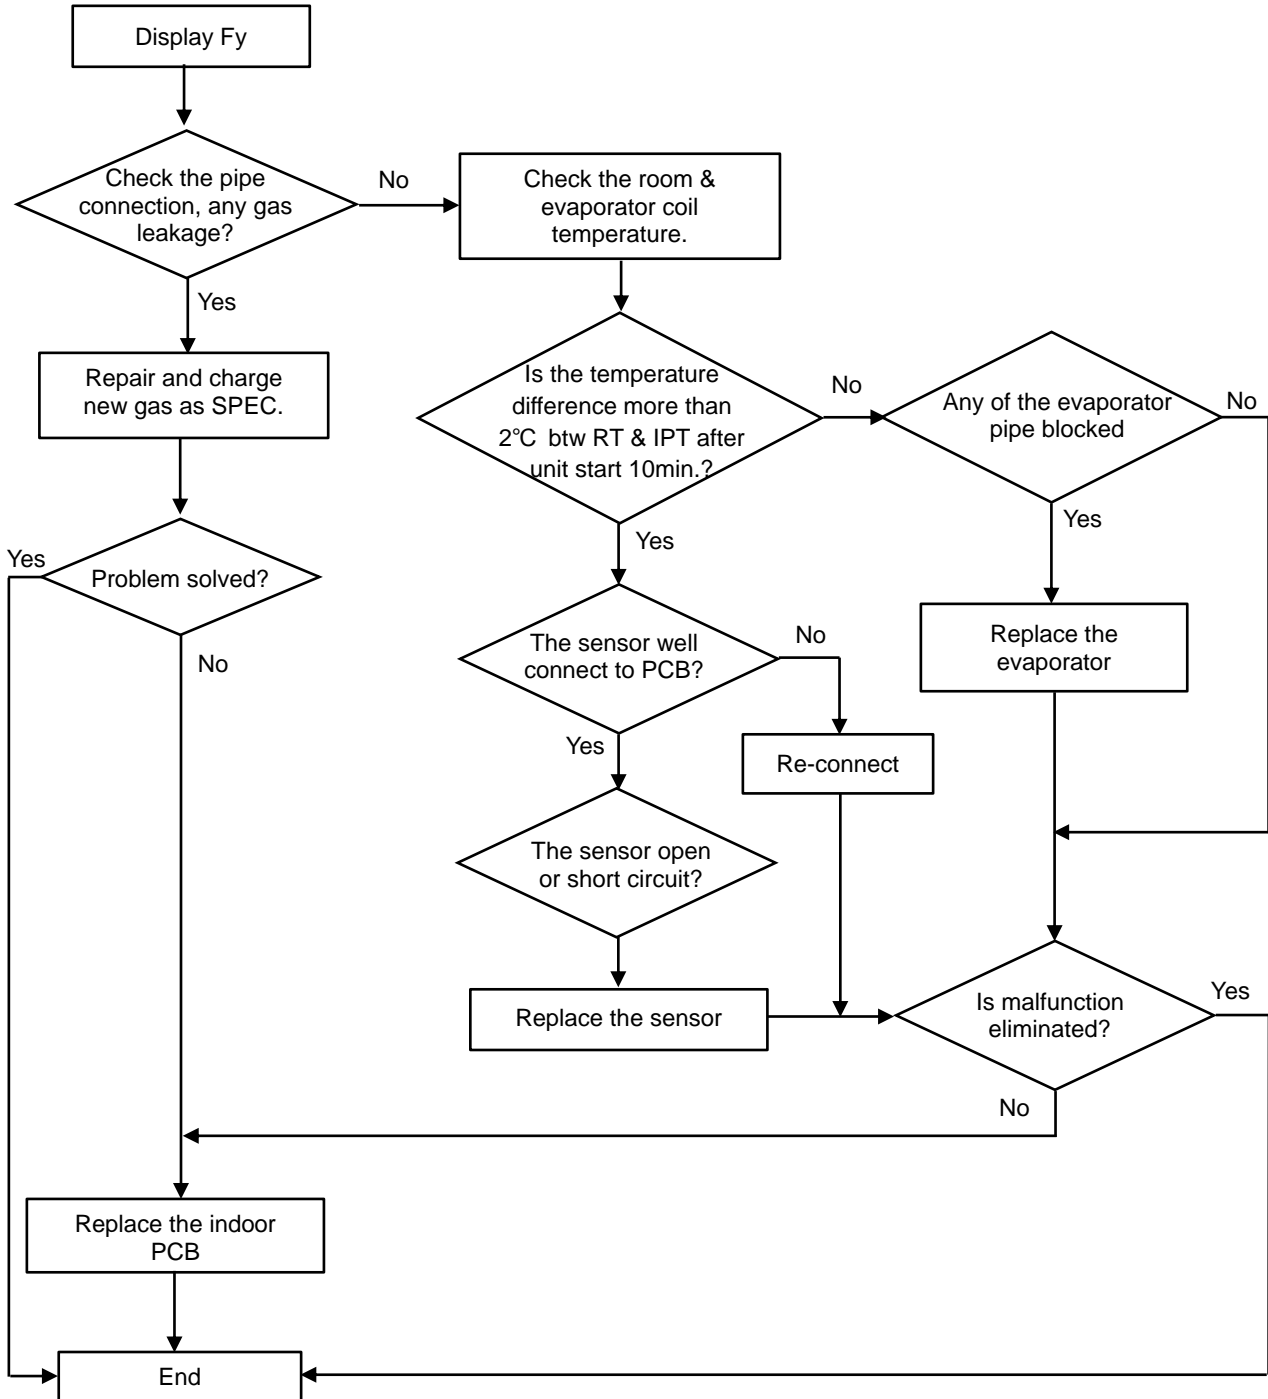 Display Fy
Check the pipe
connection, any gas
leakage?
No
Check the room &
evaporator coil
temperature.
Yes
Repair and charge
new gas as SPEC.
Is the temperature
difference more than
2℃ btw RT & IPT after
unit start 10min.?
No
Any of the evaporator
pipe blocked
No
Yes
Yes
Yes
Problem solved?
No
The sensor well
connect to PCB?
No
Replace the
evaporator
Yes
Re-connect
The sensor open
or short circuit?
Replace the sensor
Is malfunction
eliminated?
Yes
No
Replace the indoor
PCB
End